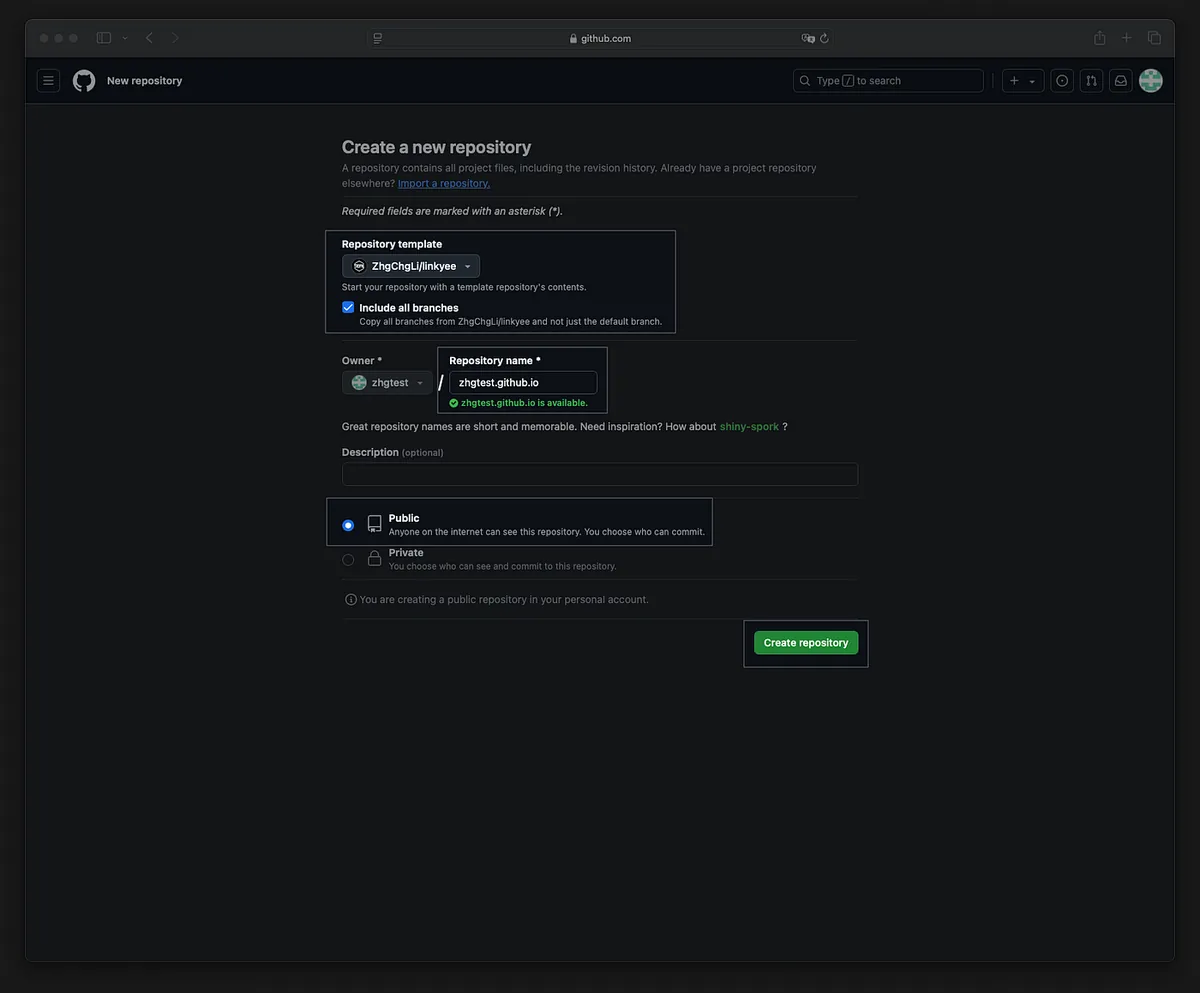 github.com
New repository
Type / to search
Create a new repository
A repository contains all project files, including the revision history. Already have a project repository
elsewhere? Import a repository.
Required fields are marked with an asterisk (*).
Repository template
ZhgChgLi/linkyee
Start your repository with a template repository's contents.
Include all branches
Copy all branches from ZhgChgLi/linkyee and not just the default branch.
Owner * Repository name *
zhgtest / zhgtest.github.io
zhgtest.github.io is available.
Great repository names are short and memorable. Need inspiration? How about shiny-spork ?
Description (optional)
Public
Anyone on the internet can see this repository. You choose who can commit.
Private
You choose who can see and commit to this repository.
You are creating a public repository in your personal account.
Create repository